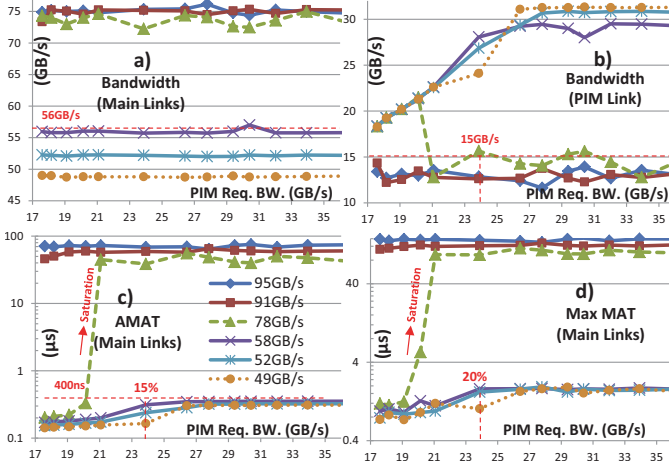 (GB/s)
75
70
65
60
55
50
45
a)
Bandwidth
(Main Links)
56GB/s
PIM Req. BW. (GB/s)
17 19 21 23 25 27 29 31 33 35
(GB/s)
30
25
20
15
10
b)
Bandwidth
(PIM Link)
15GB/s
PIM Req. BW. (GB/s)
17 19 21 23 25 27 29 31 33 35
(µs)
100
10
1
0.1
Saturation
c)
AMAT
(Main Links)
95GB/s
91GB/s
78GB/s
58GB/s
52GB/s
49GB/s
400ns
15%
PIM Req. BW. (GB/s)
17 19 21 23 25 27 29 31 33 35
(µs)
40
4
0.4
Saturation
d)
Max MAT
(Main Links)
20%
PIM Req. BW. (GB/s)
17 19 21 23 25 27 29 31 33 35